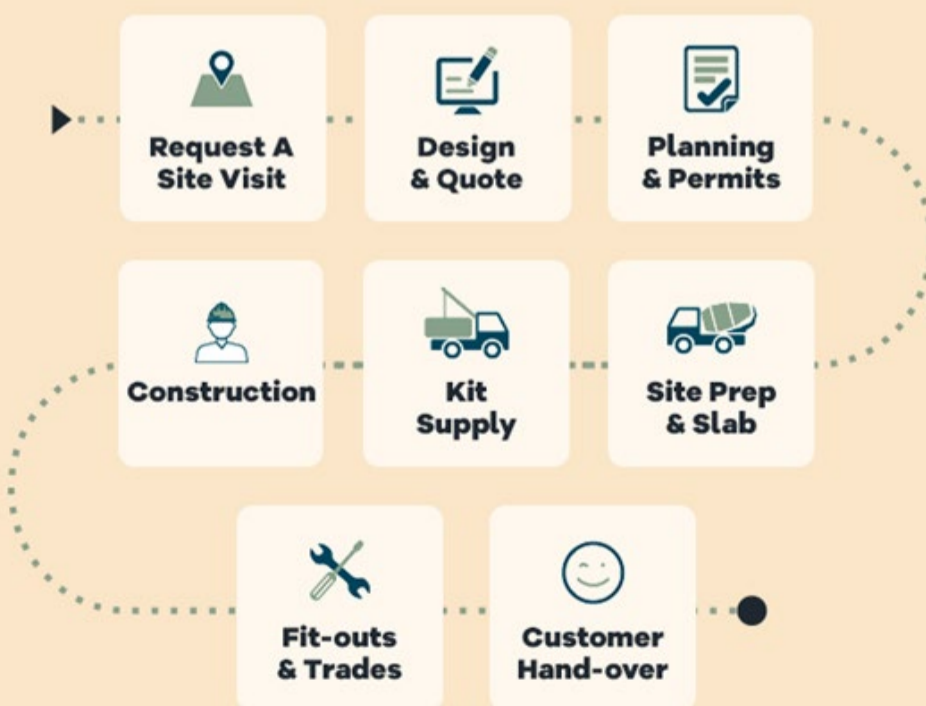 Request A
Site Visit
Design
& Quote
Planning
& Permits
Site Prep
& Slab
Kit
Supply
Construction
Fit-outs
& Trades
Customer
Hand-over